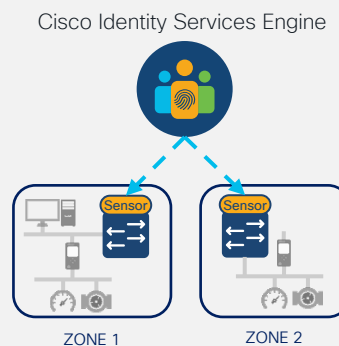 Cisco Identity Services Engine
Sensor
Sensor
ZONE 1
ZONE 2